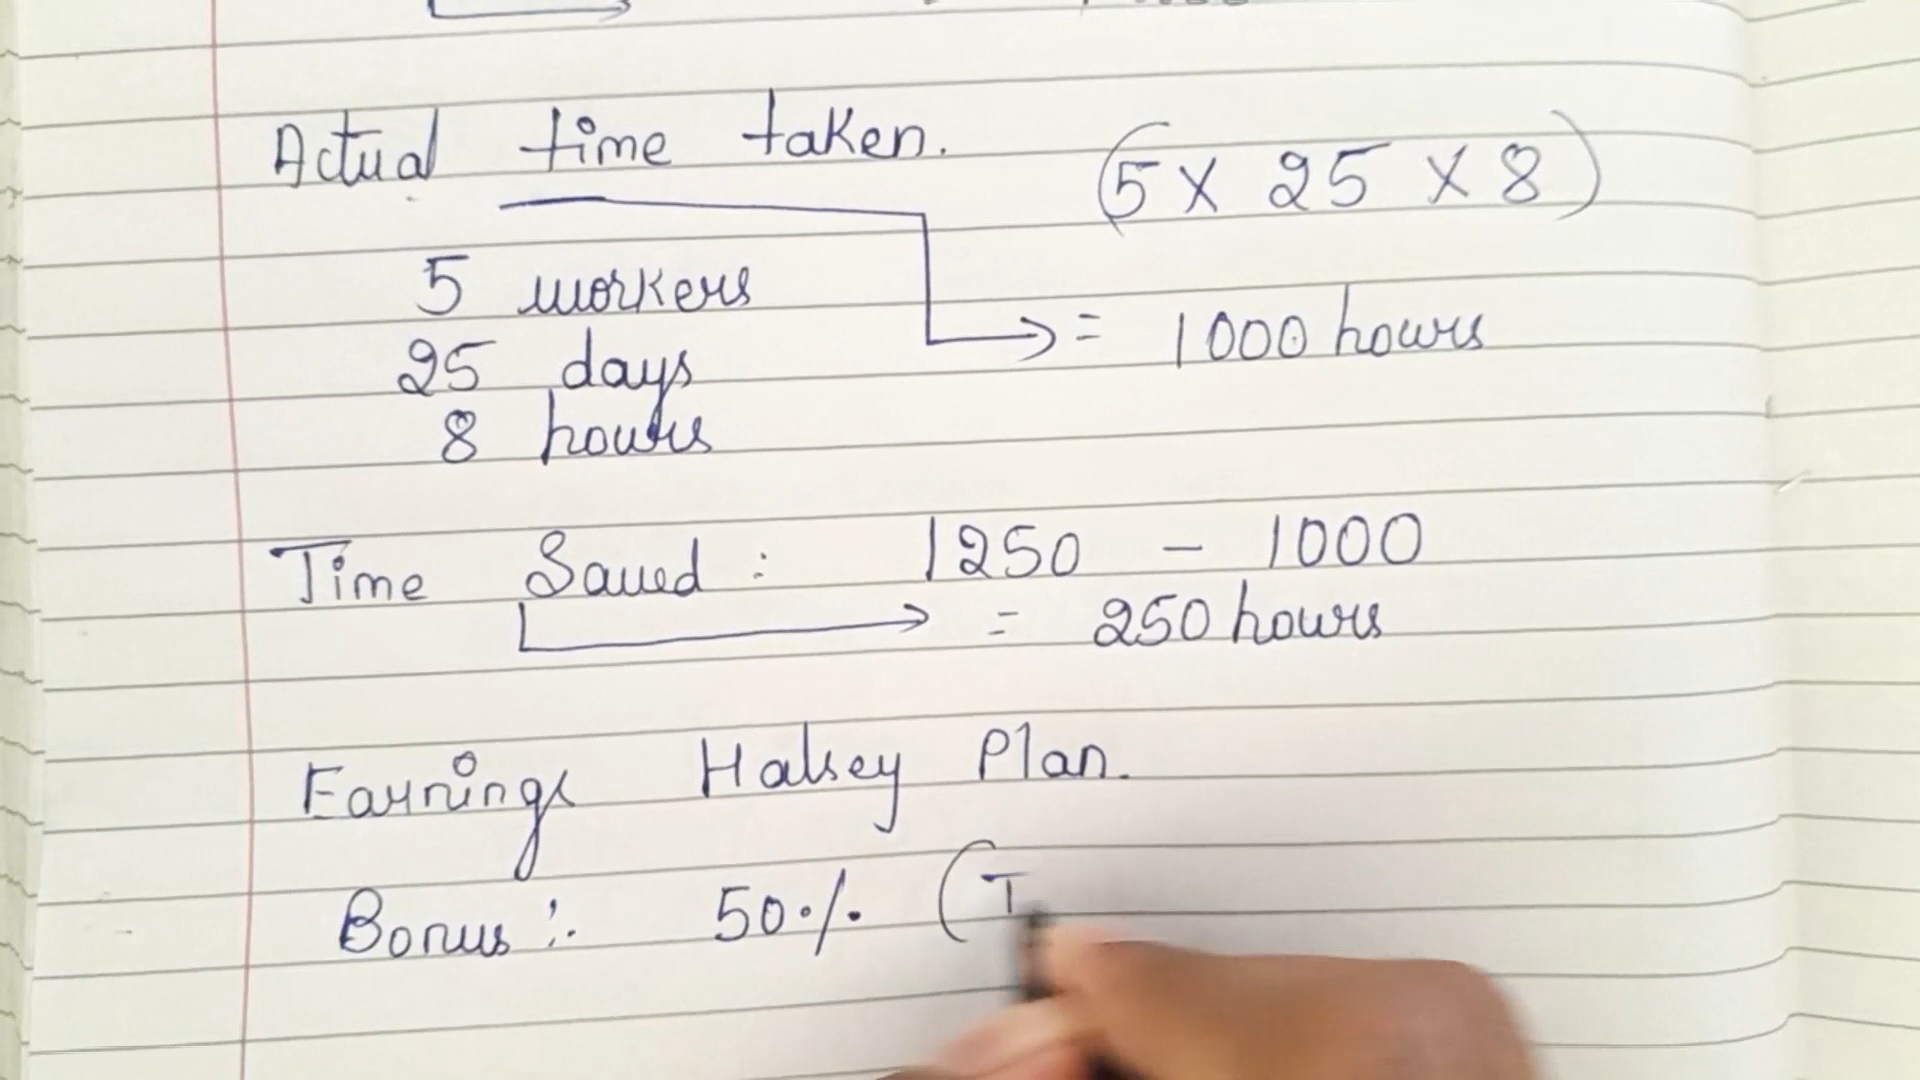 Actual time taken. (5 X 25 X 8)
5 workers
25 days
8 hours
= 1000 hours
Time Saved : 1250 - 1000
= 250 hours
Earnings Halsey Plan.
Bonus :. 50% (T